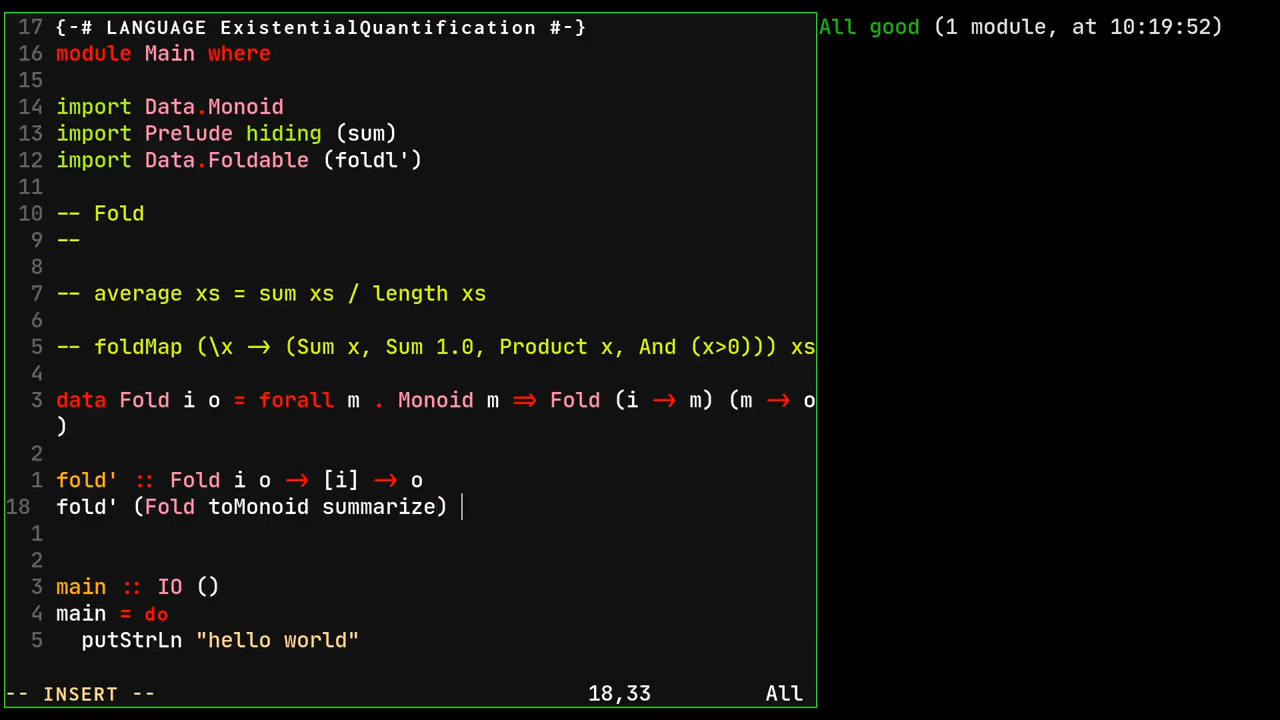 17 {-# LANGUAGE ExistentialQuantification #-}
16 module Main where
15
14 import Data.Monoid
13 import Prelude hiding (sum)
12 import Data.Foldable (foldl')
11
10 -- Fold
9 --
8
7 -- average xs = sum xs / length xs
6
5 -- foldMap (\x -> (Sum x, Sum 1.0, Product x, And (x>0))) xs
4
3 data Fold i o = forall m . Monoid m => Fold (i -> m) (m -> o
)
2
1 fold' :: Fold i o -> [i] -> o
18 fold' (Fold toMonoid summarize)
1
2
3 main :: IO ()
4 main = do
5 putStrLn "hello world"
-- INSERT -- 18,33 All
All good (1 module, at 10:19:52)